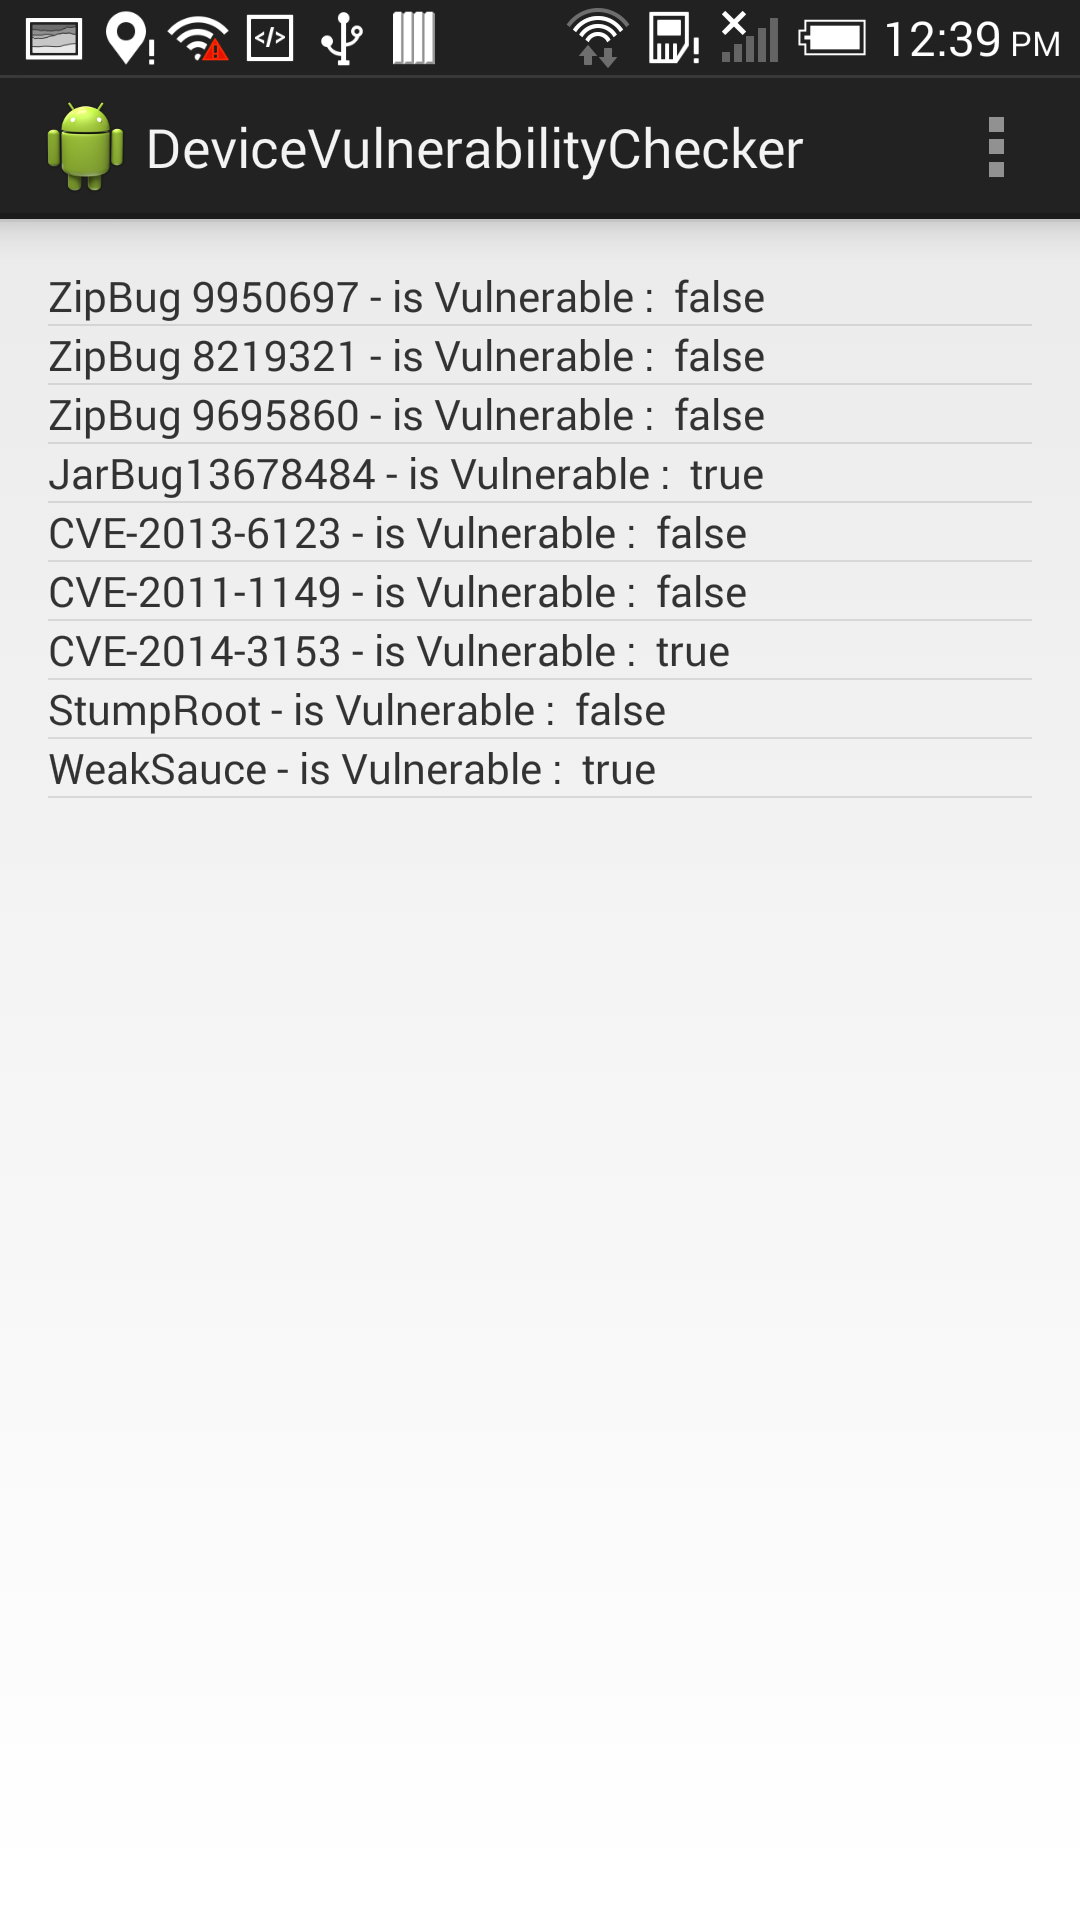 12:39 PM
DeviceVulnerabilityChecker
ZipBug 9950697 - is Vulnerable :  false
ZipBug 8219321 - is Vulnerable :  false
ZipBug 9695860 - is Vulnerable :  false
JarBug13678484 - is Vulnerable :  true
CVE-2013-6123 - is Vulnerable :  false
CVE-2011-1149 - is Vulnerable :  false
CVE-2014-3153 - is Vulnerable :  true
StumpRoot - is Vulnerable :  false
WeakSauce - is Vulnerable :  true